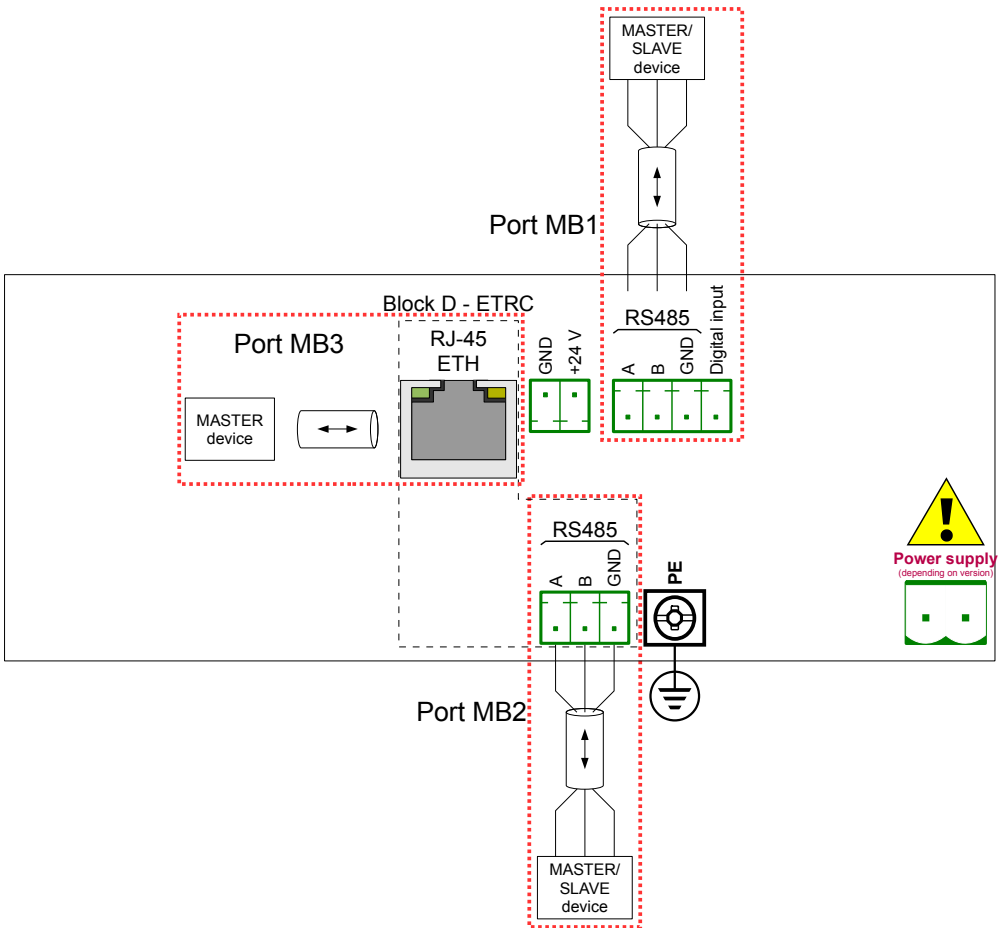 MASTER/
SLAVE
device
Port MB1
Block D - ETRC
Port MB3
RJ-45
ETH
GND
+24 V
RS485
A
B
GND
Digital input
MASTER
device
RS485
A
B
GND
PE
Power supply
(depending on version)
Port MB2
MASTER/
SLAVE
device